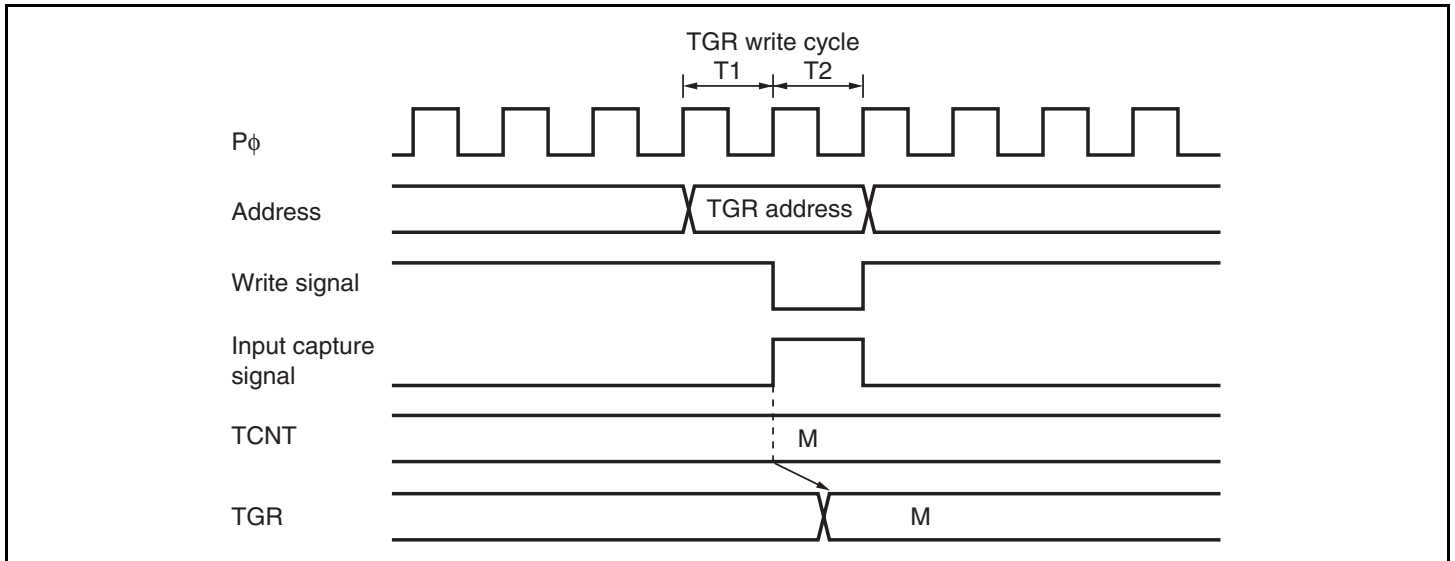 TGR write cycle
T1 T2
Pϕ
Address
TGR address
Write signal
Input capture
signal
TCNT
M
TGR
M